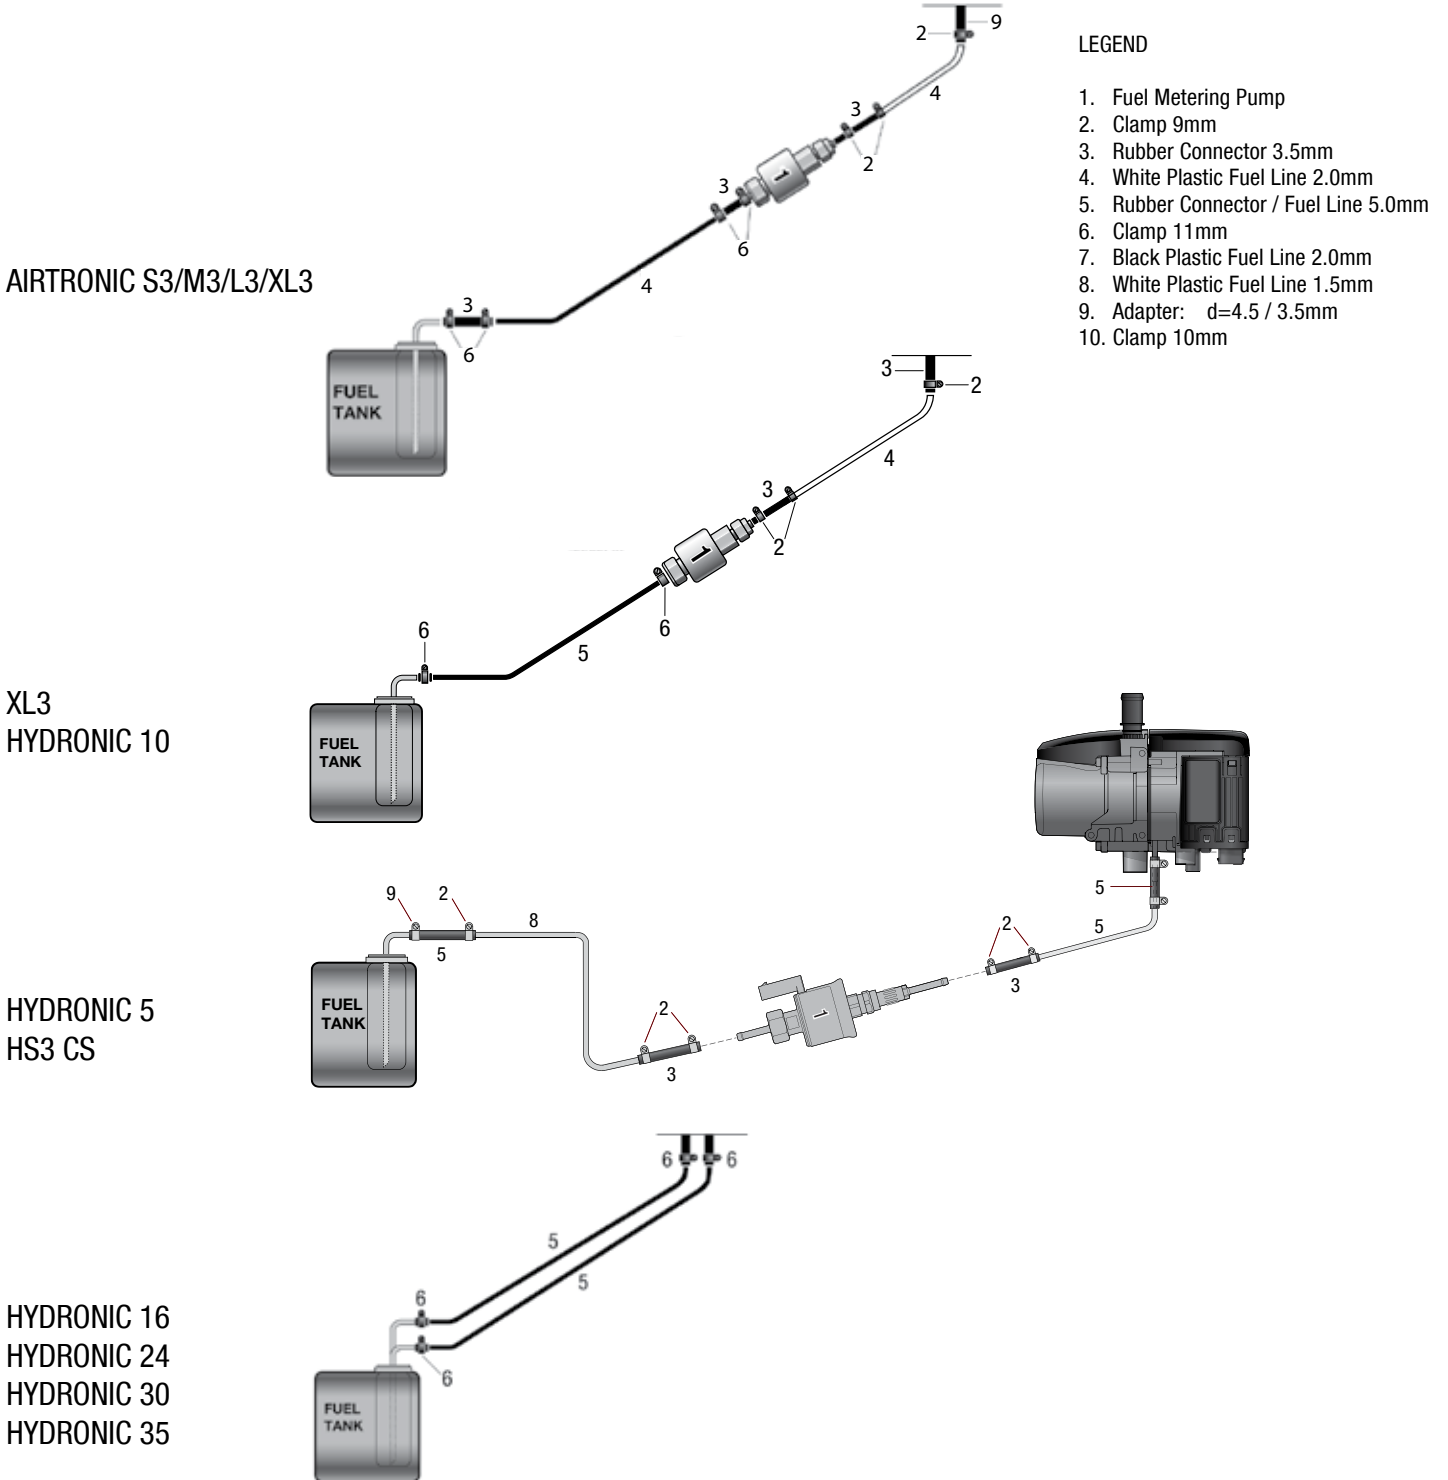 2
9
LEGEND
4
3
2
1
3
6
4
3
6
1. Fuel Metering Pump
2. Clamp 9mm
3. Rubber Connector 3.5mm
4. White Plastic Fuel Line 2.0mm
5. Rubber Connector / Fuel Line 5.0mm
6. Clamp 11mm
7. Black Plastic Fuel Line 2.0mm
8. White Plastic Fuel Line 1.5mm
9. Adapter: d=4.5 / 3.5mm
10. Clamp 10mm
AIRTRONIC S3/M3/L3/XL3
FUEL
TANK
3
2
4
3
2
1
6
5
6
XL3
HYDRONIC 10
FUEL
TANK
5
9
2
8
5
2
5
3
1
2
3
HYDRONIC 5
HS3 CS
FUEL
TANK
6
6
5
5
6
6
HYDRONIC 16
HYDRONIC 24
HYDRONIC 30
HYDRONIC 35
FUEL
TANK